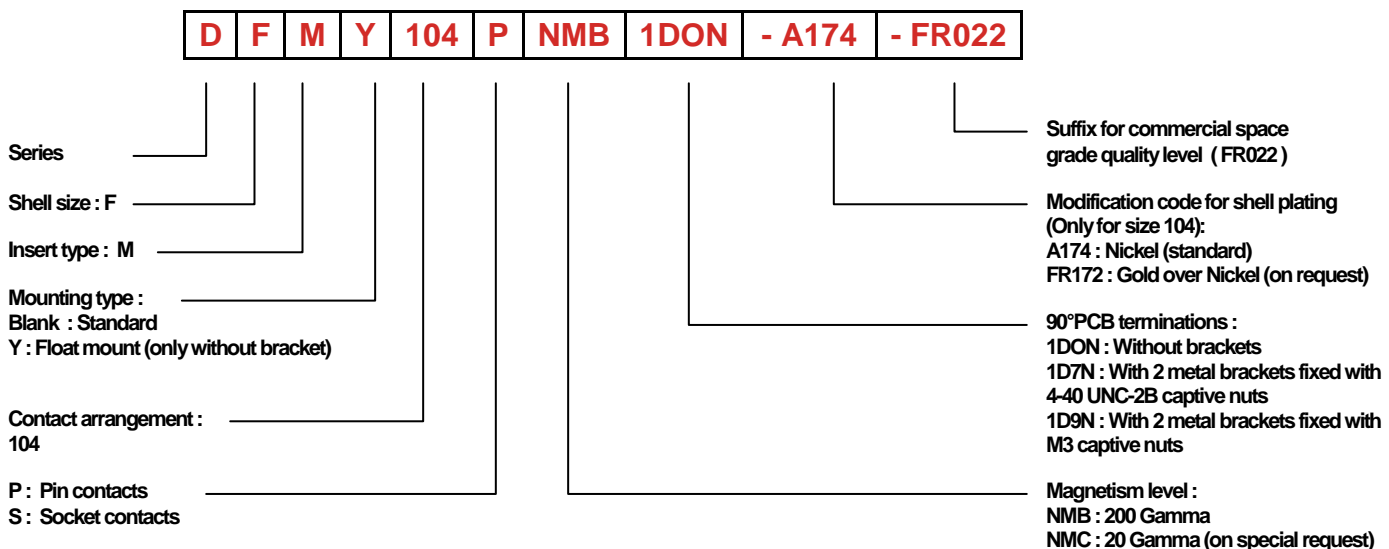 D F M Y 104 P NMB 1DON - A174 - FR022
Series
Shell size : F
Insert type : M
Mounting type :
Blank : Standard
Y : Float mount (only without bracket)
Contact arrangement :
104
P : Pin contacts
S : Socket contacts
Suffix for commercial space
grade quality level ( FR022 )
Modification code for shell plating
(Only for size 104):
A174 : Nickel (standard)
FR172 : Gold over Nickel (on request)
90°PCB terminations :
1DON : Without brackets
1D7N : With 2 metal brackets fixed with
4-40 UNC-2B captive nuts
1D9N : With 2 metal brackets fixed with
M3 captive nuts
Magnetism level :
NMB : 200 Gamma
NMC : 20 Gamma (on special request)